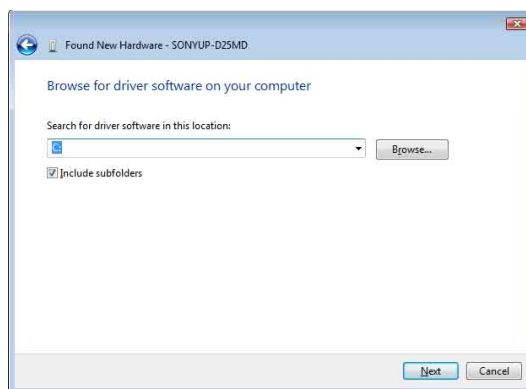 Found New Hardware - SONYUP-D25MD
Browse for driver software on your computer
Search for driver software in this location:
C:
Browse...
Include subfolders
Next
Cancel